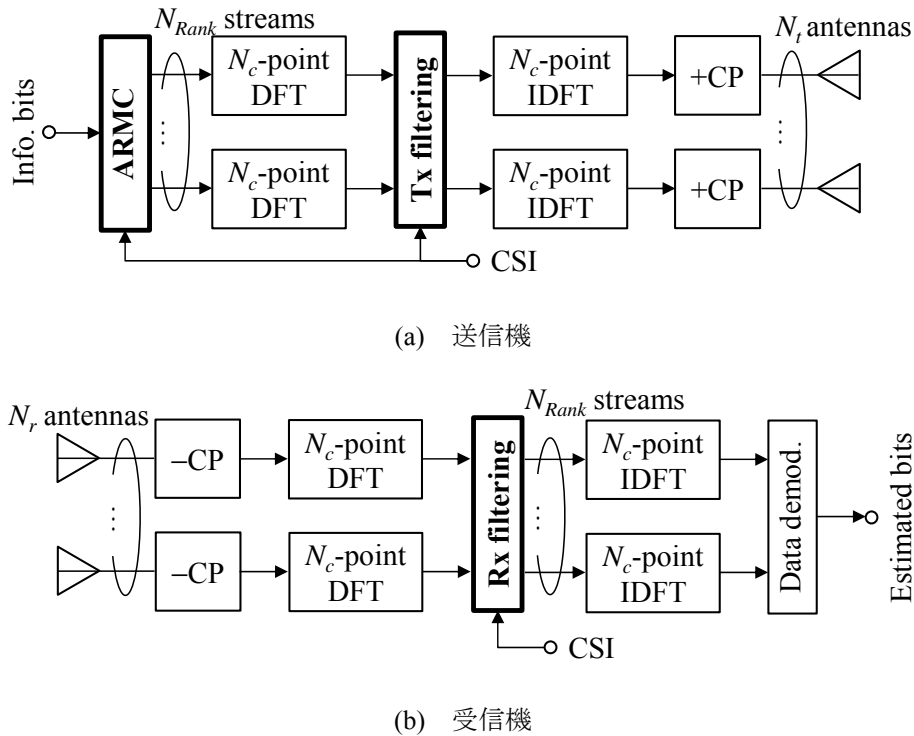 N_Rank streams
N_t antennas
Info. bits
ARMC
...
N_c-point
DFT
N_c-point
DFT
Tx filtering
N_c-point
IDFT
N_c-point
IDFT
+CP
+CP
...
CSI
(a) 送信機
N_r antennas
N_Rank streams
...
−CP
−CP
N_c-point
DFT
N_c-point
DFT
Rx filtering
...
N_c-point
IDFT
N_c-point
IDFT
Data demod.
Estimated bits
CSI
(b) 受信機